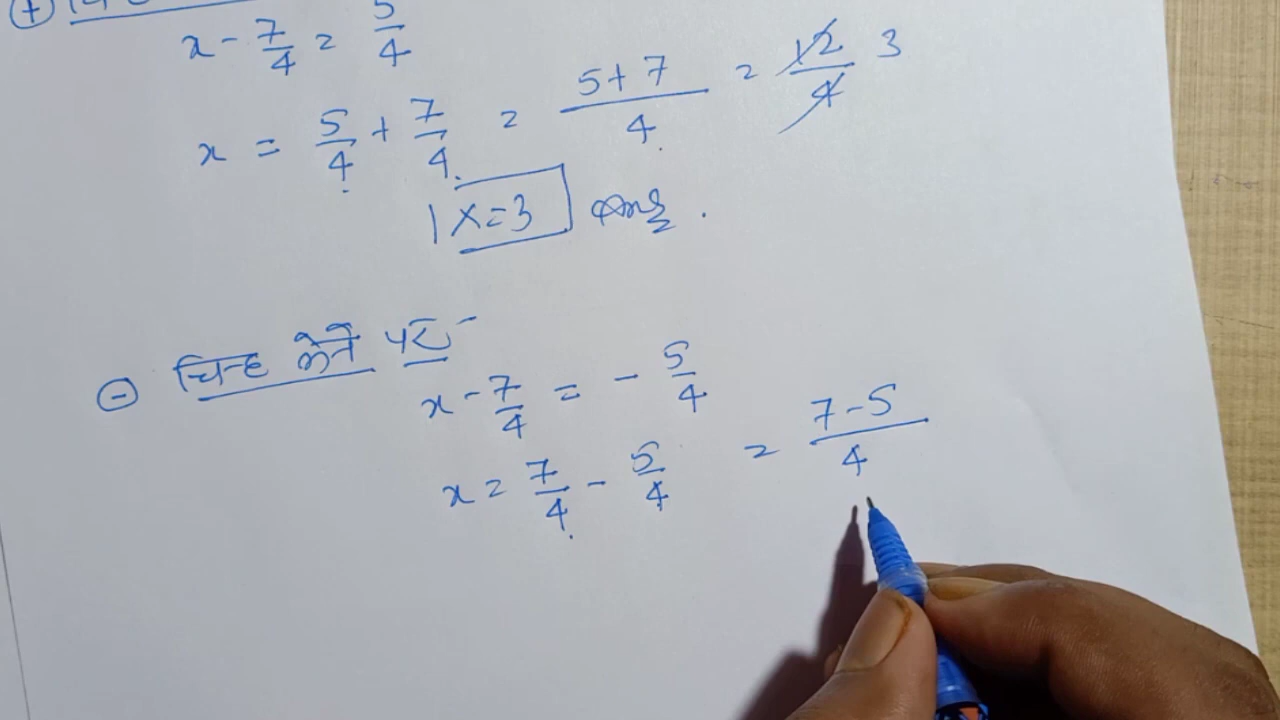 (+)
x - 7/4 = 5/4
x = 5/4 + 7/4 = (5+7)/4 = 12/4 3
x=3 Ans.
(-) चिन्ह लेने पर -
x - 7/4 = - 5/4
x = 7/4 - 5/4 = (7-5)/4